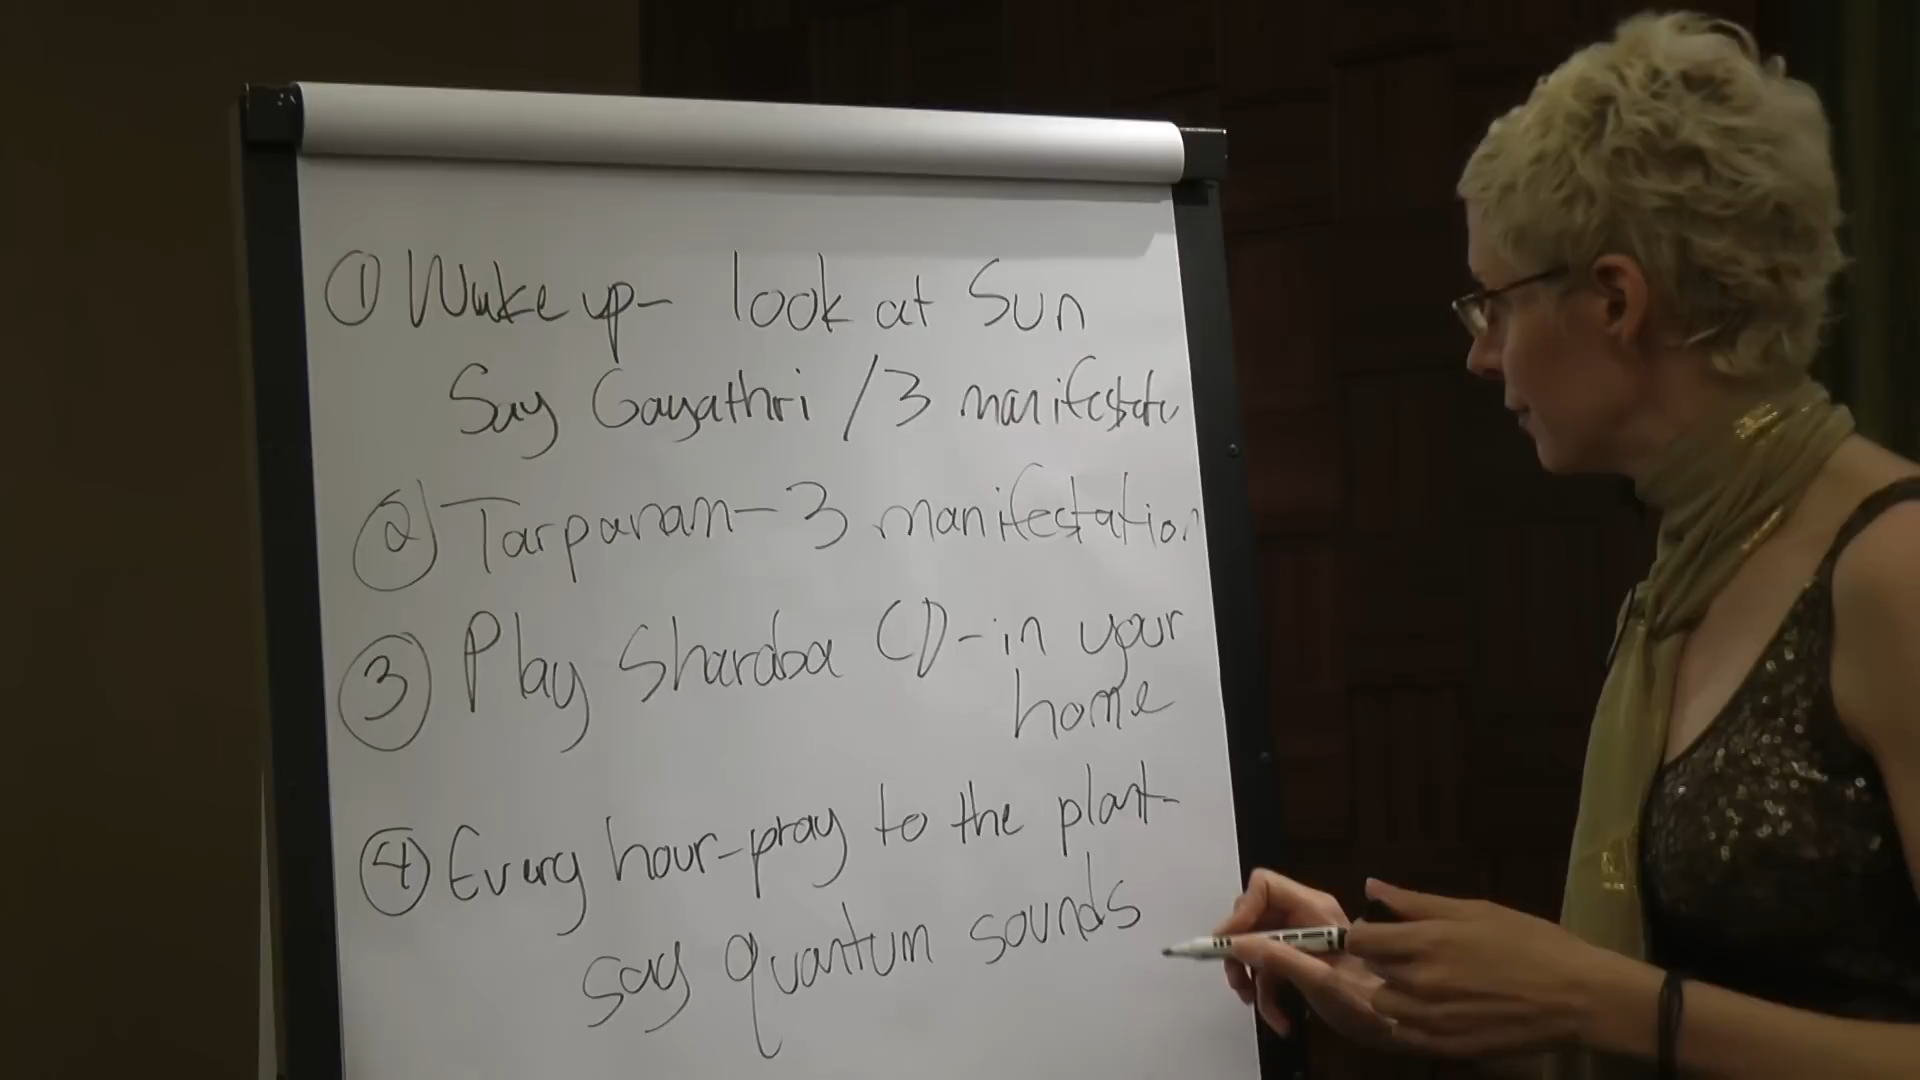 ① Wake up- look at Sun
Say Gayathri / 3 manifestate
② Tarpanam - 3 manifestation
③ Play Sharaba CD - in your
home
④ Every hour - pray to the plant-
say quantum sounds